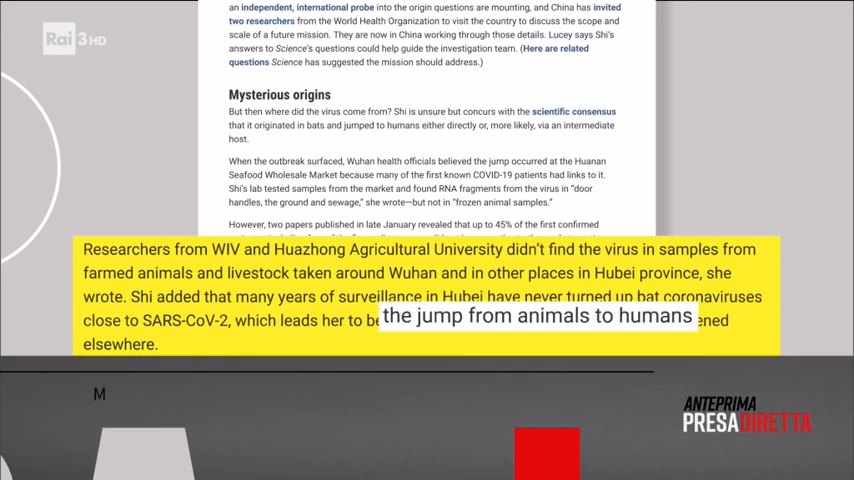 an independent, international probe into the origin questions are mounting, and China has invited
two researchers from the World Health Organization to visit the country to discuss the scope and
scale of a future mission. They are now in China working through those details. Lucey says Shi's
answers to Science's questions could help guide the investigation team. (Here are related
questions Science has suggested the mission should address.)
Rai 3 HD
Mysterious origins
But then where did the virus come from? Shi is unsure but concurs with the scientific consensus
that it originated in bats and jumped to humans either directly or, more likely, via an intermediate
host.
When the outbreak surfaced, Wuhan health officials believed the jump occurred at the Huanan
Seafood Wholesale Market because many of the first known COVID-19 patients had links to it.
Shi's lab tested samples from the market and found RNA fragments from the virus in "door
handles, the ground and sewage," she wrote—but not in "frozen animal samples."
However, two papers published in late January revealed that up to 45% of the first confirmed
Researchers from WIV and Huazhong Agricultural University didn't find the virus in samples from
farmed animals and livestock taken around Wuhan and in other places in Hubei province, she
wrote. Shi added that many years of surveillance in Hubei have never turned up bat coronaviruses
close to SARS-CoV-2, which leads her to be
the jump from animals to humans
ened
elsewhere.
M
ANTEPRIMA
PRESADIRETTA